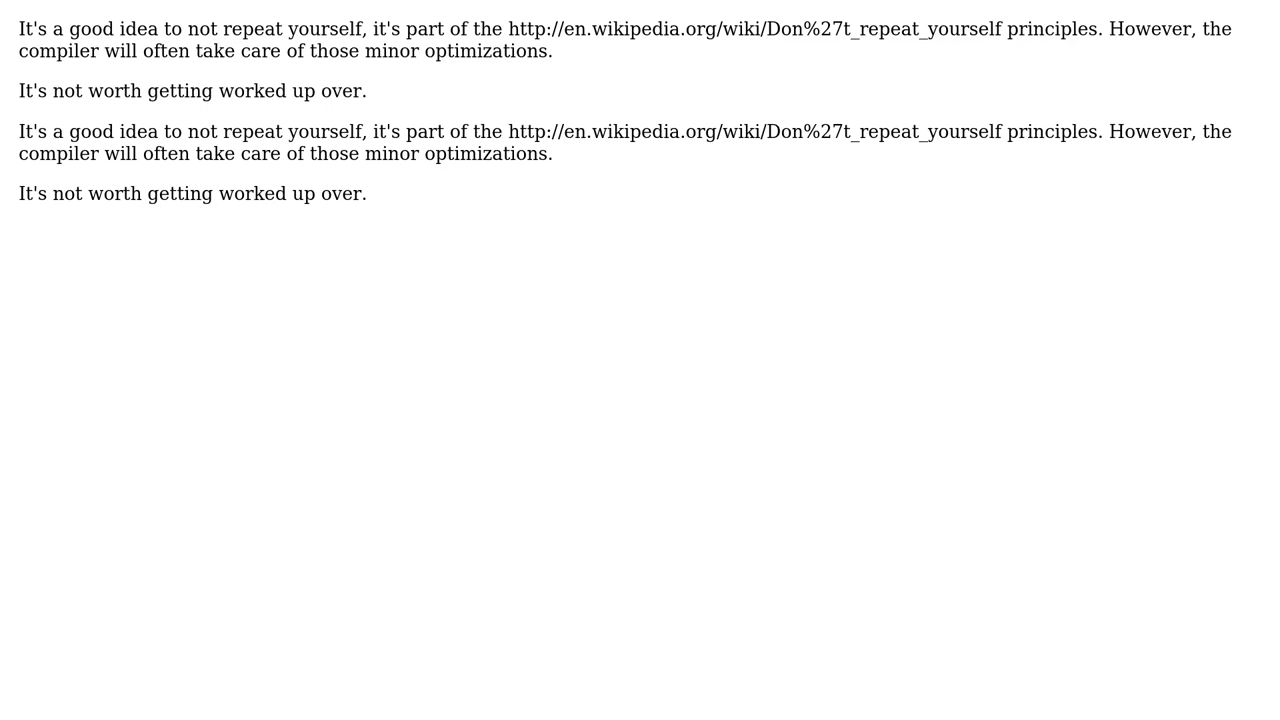 It's a good idea to not repeat yourself, it's part of the http://en.wikipedia.org/wiki/Don%27t_repeat_yourself principles. However, the
compiler will often take care of those minor optimizations.
It's not worth getting worked up over.
It's a good idea to not repeat yourself, it's part of the http://en.wikipedia.org/wiki/Don%27t_repeat_yourself principles. However, the
compiler will often take care of those minor optimizations.
It's not worth getting worked up over.